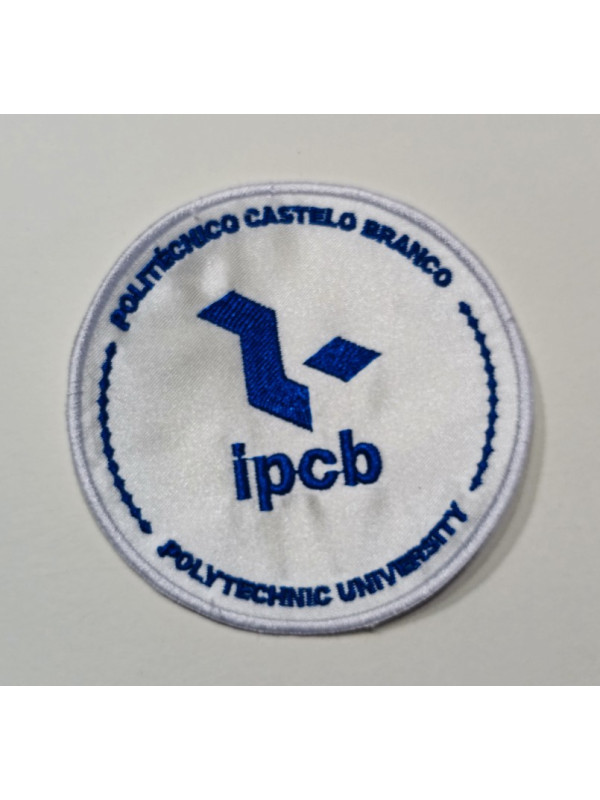 POLITÉCNICO CASTELO BRANCO
ipcb
POLYTECHNIC UNIVERSITY